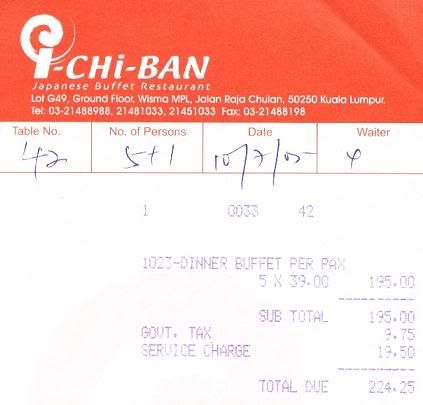 i-CHi-BAN
Japanese Buffet Restaurant
Lot G49, Ground Floor, Wisma MPL, Jalan Raja Chulan, 50250 Kuala Lumpur.
Tel: 03-21488988, 21481033, 21451033 Fax: 03-21488198
Table No. No. of Persons Date Waiter
42 5+1 10/7/05
1 0033 42
1023-DINNER BUFFET PER PAX
5 X 39.00 195.00
SUB TOTAL 195.00
GOVT. TAX 9.75
SERVICE CHARGE 19.50
TOTAL DUE 224.25